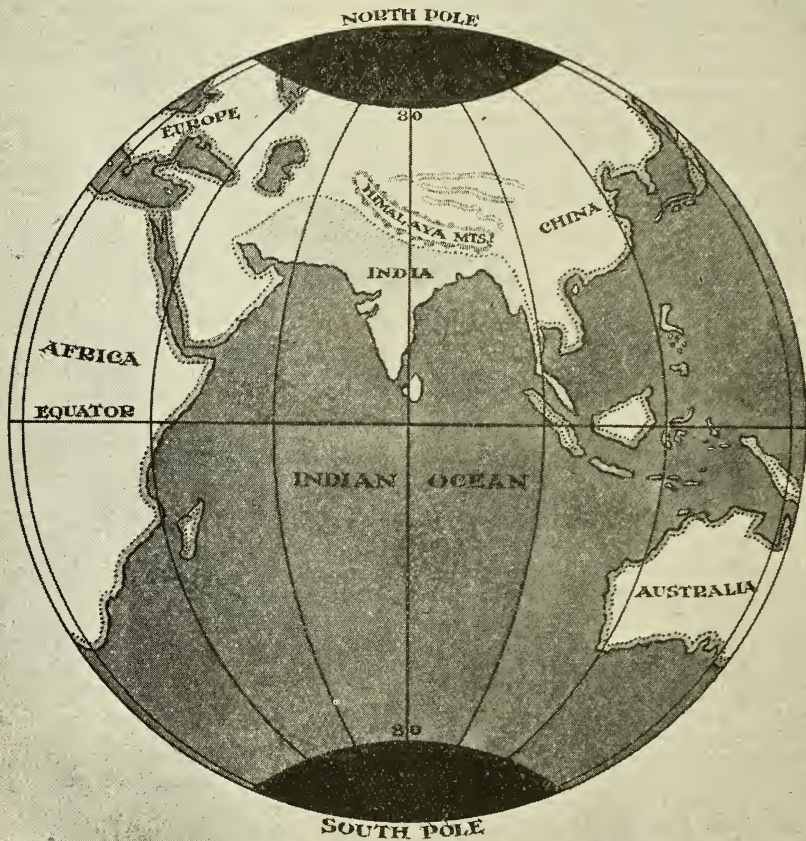 NORTH POLE
80
EUROPE
HIMALAYA MTS.
CHINA
INDIA
AFRICA
EQUATOR
INDIAN OCEAN
AUSTRALIA
80
SOUTH POLE